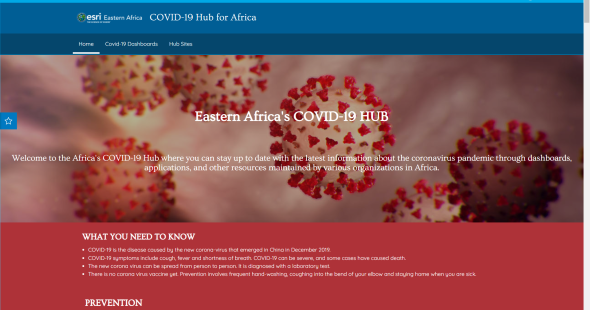 esri Eastern Africa COVID-19 Hub for Africa
Home Covid-19 Dashboards Hub Sites
Eastern Africa's COVID-19 HUB
Welcome to the Africa's COVID-19 Hub where you can stay up to date with the latest information about the coronavirus pandemic through dashboards,
applications, and other resources maintained by various organizations in Africa.
WHAT YOU NEED TO KNOW
• COVID-19 is the disease caused by the new corona-virus that emerged in China in December 2019.
• COVID-19 symptoms include cough, fever and shortness of breath. COVID-19 can be severe, and some cases have caused death.
• The new corona virus can be spread from person to person. It is diagnosed with a laboratory test.
• There is no corona virus vaccine yet. Prevention involves frequent hand-washing, coughing into the bend of your elbow and staying home when you are sick.
PREVENTION